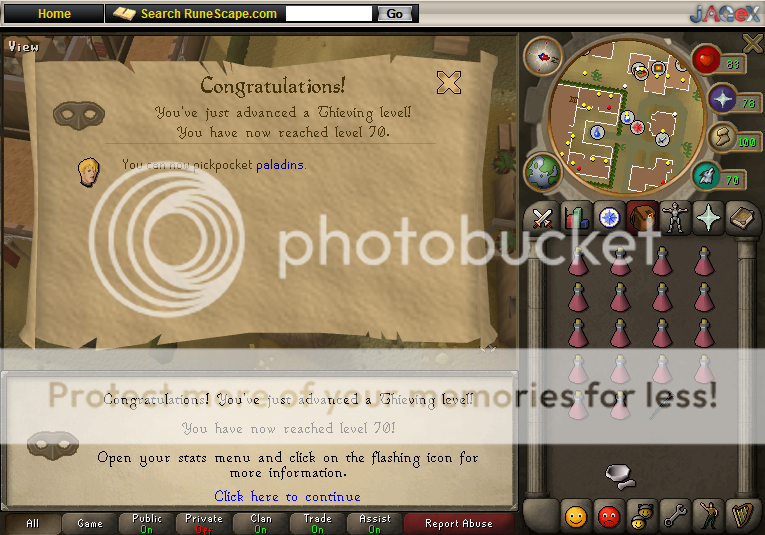 Home
Search RuneScape.com
Go
JAGeX
View
Congratulations!
You've just advanced a Thieving level!
You have now reached level 70.
You can now pickpocket paladins.
83
78
100
70
N
photobucket
Protect more of your memories for less!
Congratulations! You've just advanced a Thieving level!
You have now reached level 70!
Open your stats menu and click on the flashing icon for
more information.
Click here to continue
All
Game
Public
On
Private
Clan
On
Trade
On
Assist
On
Report Abuse